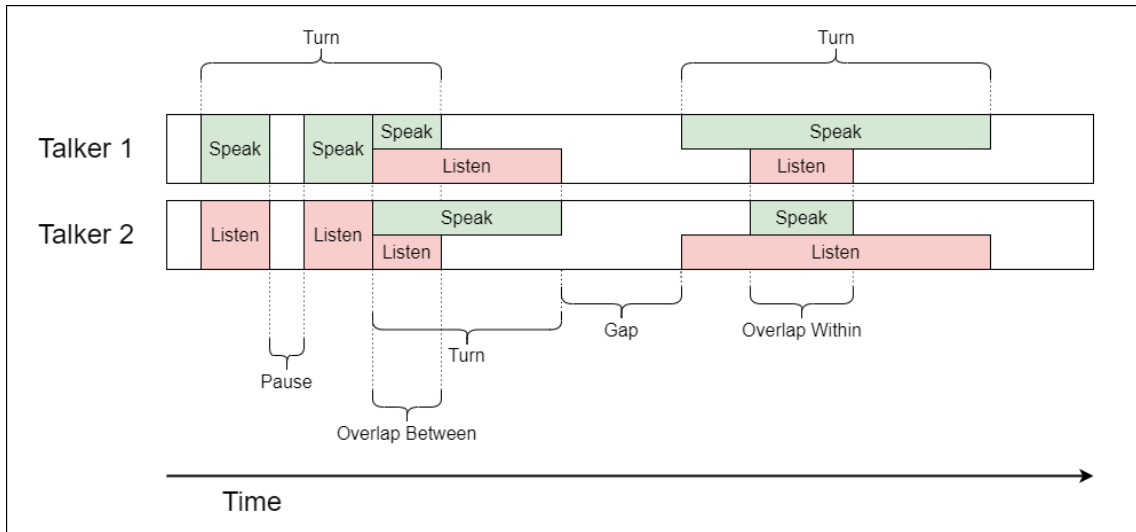 Turn
Turn
Talker 1
Speak
Speak
Speak
Listen
Speak
Listen
Talker 2
Listen
Listen
Speak
Listen
Speak
Listen
Pause
Overlap Between
Turn
Gap
Overlap Within
Time